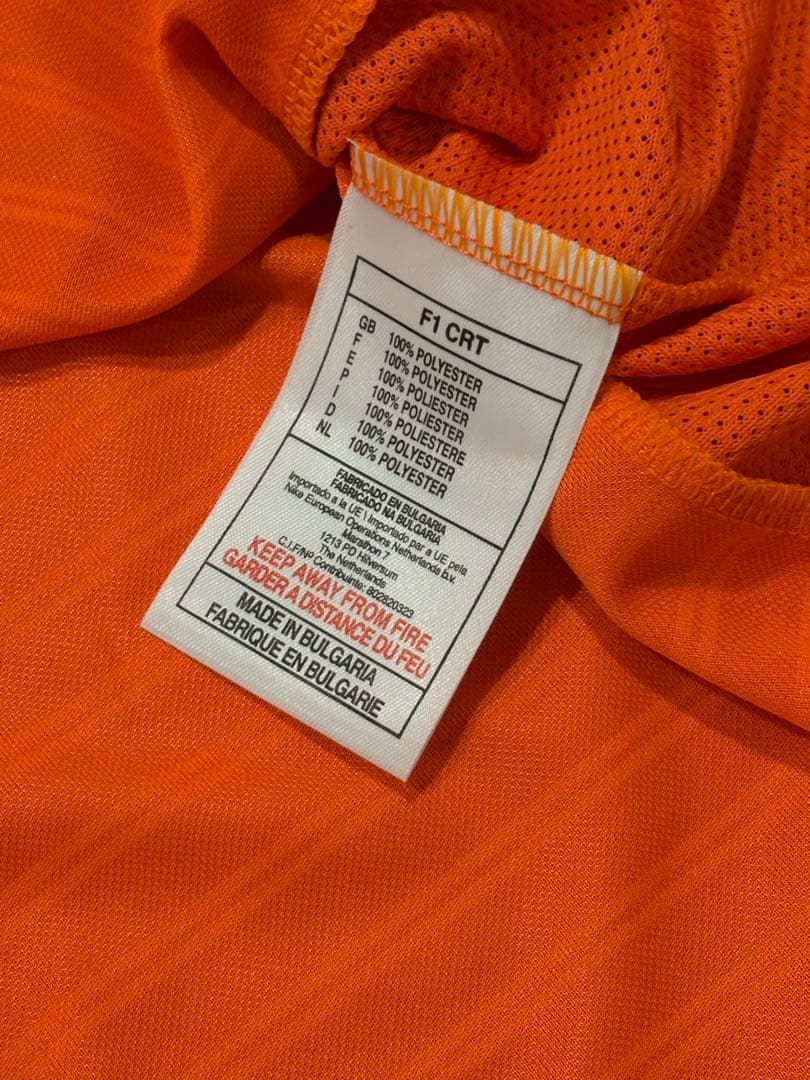 F1 CRT
GB 100% POLYESTER
F 100% POLYESTER
E 100% POLIESTER
P 100% POLIESTER
I 100% POLIESTERE
D 100% POLYESTER
NL 100% POLYESTER
FABRICADO EN BULGARIA
FABRICADO NA BULGARIA
Importado a la UE | Importado par a UE pela
Nike European Operations Netherlands b.v.
Marathon 7
1213 PD Hilversum
The Netherlands
C.I.F/Nº Contribuinte: 802820323
KEEP AWAY FROM FIRE
GARDER A DISTANCE DU FEU
MADE IN BULGARIA
FABRIQUE EN BULGARIE